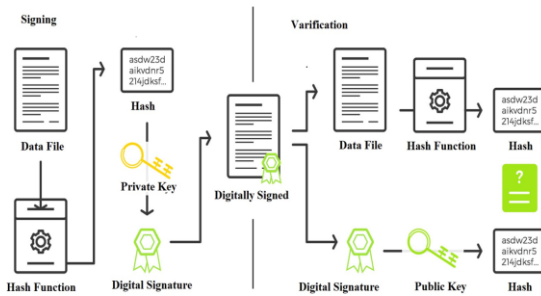 Signing
Varification
asdw23d
aikvdnr5
214jdksf...
Hash
Data File
Private Key
Hash Function
Digital Signature
Digitally Signed
Data File
Hash Function
asdw23d
aikvdnr5
214jdksf...
Hash
?
Digital Signature
Public Key
asdw23d
aikvdnr5
214jdksf...
Hash